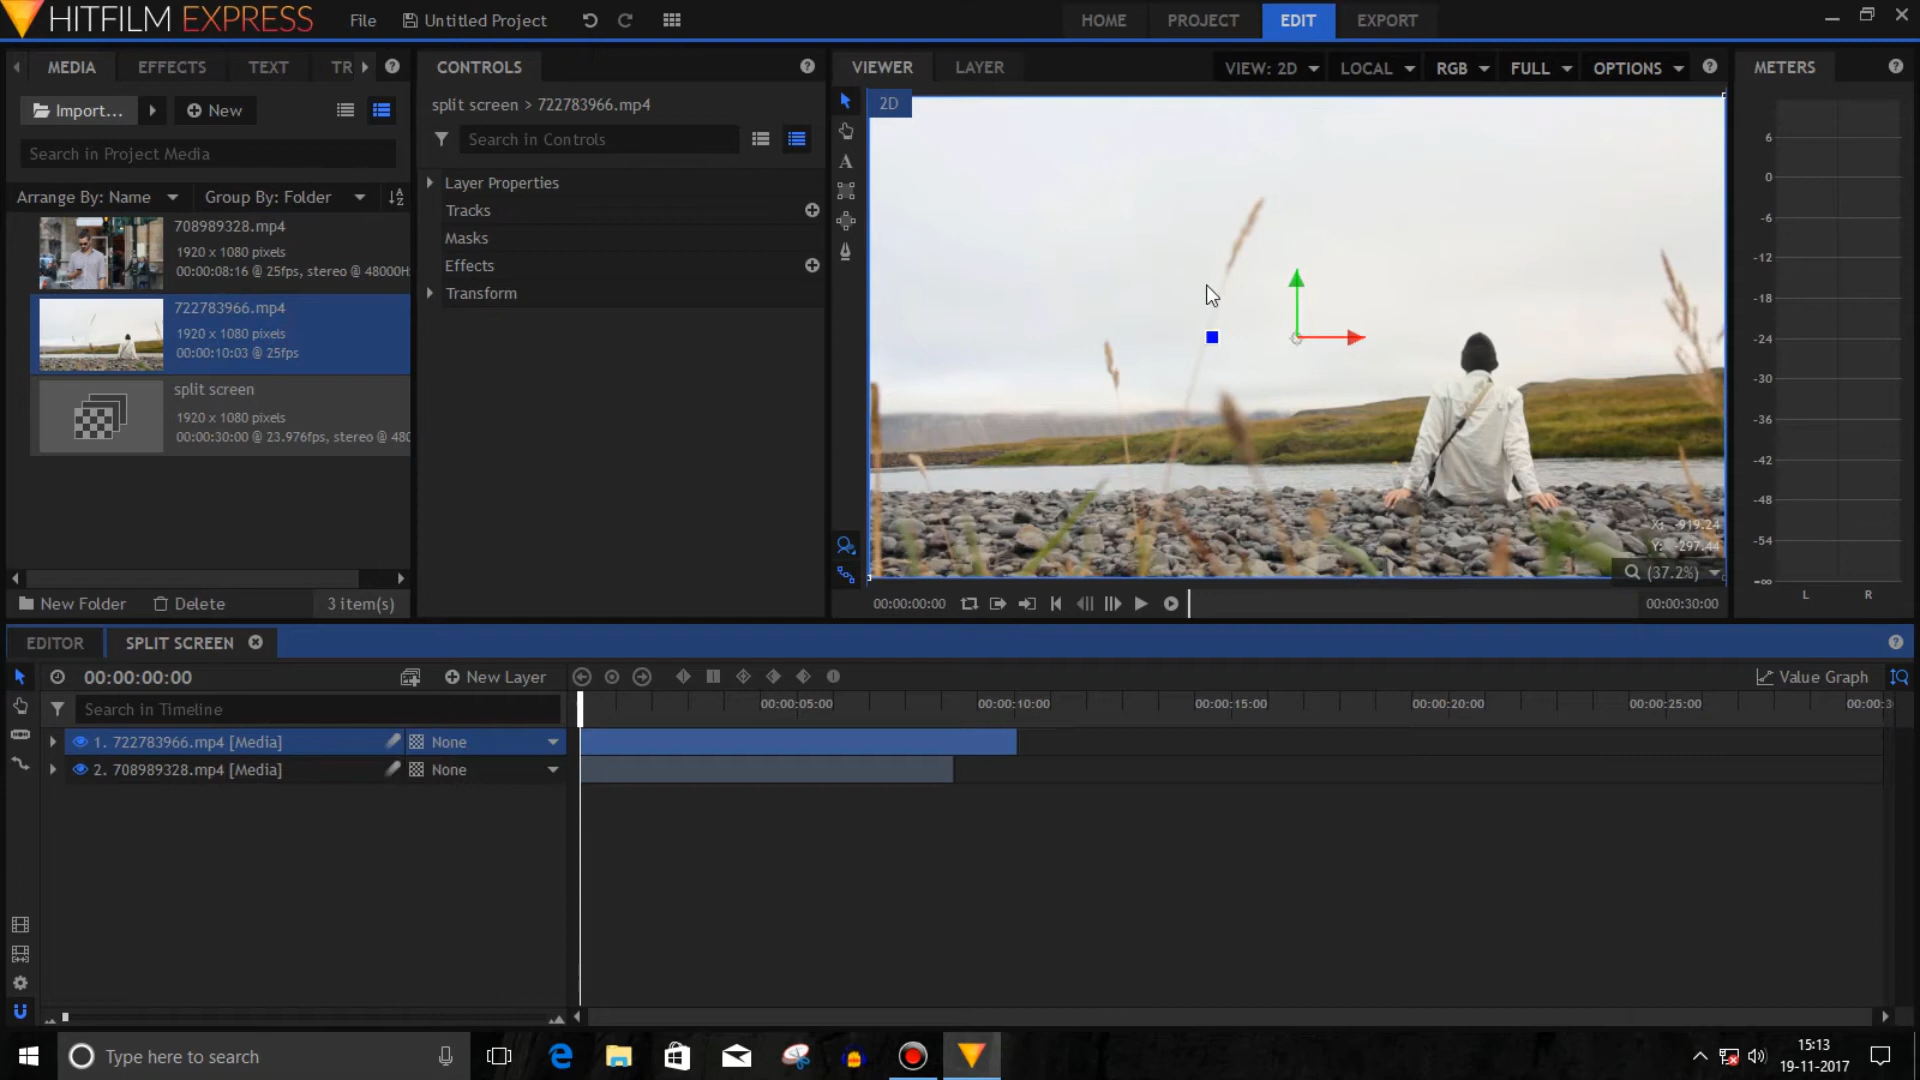 HITFILM EXPRESS
File
Untitled Project
HOME
PROJECT
EDIT
EXPORT
MEDIA
EFFECTS
TEXT
TR
CONTROLS
VIEWER
LAYER
VIEW: 2D
LOCAL
RGB
FULL
OPTIONS
METERS
Import...
New
split screen > 722783966.mp4
2D
Search in Project Media
Search in Controls
Arrange By: Name
Group By: Folder
Layer Properties
Tracks
Masks
Effects
Transform
708989328.mp4
1920 x 1080 pixels
00:00:08:16 @ 25fps, stereo @ 48000H
722783966.mp4
1920 x 1080 pixels
00:00:10:03 @ 25fps
split screen
1920 x 1080 pixels
00:00:30:00 @ 23.976fps, stereo @ 480
6
0
-6
-12
-18
-24
-30
-36
-42
-48
-54
-∞
L
R
X: -919.24
Y: -297.44
(37.2%)
New Folder
Delete
3 item(s)
00:00:00:00
00:00:30:00
EDITOR
SPLIT SCREEN
00:00:00:00
New Layer
Value Graph
Search in Timeline
00:00:05:00
00:00:10:00
00:00:15:00
00:00:20:00
00:00:25:00
00:00:3
1. 722783966.mp4 [Media]
None
2. 708989328.mp4 [Media]
None
Type here to search
15:13
19-11-2017